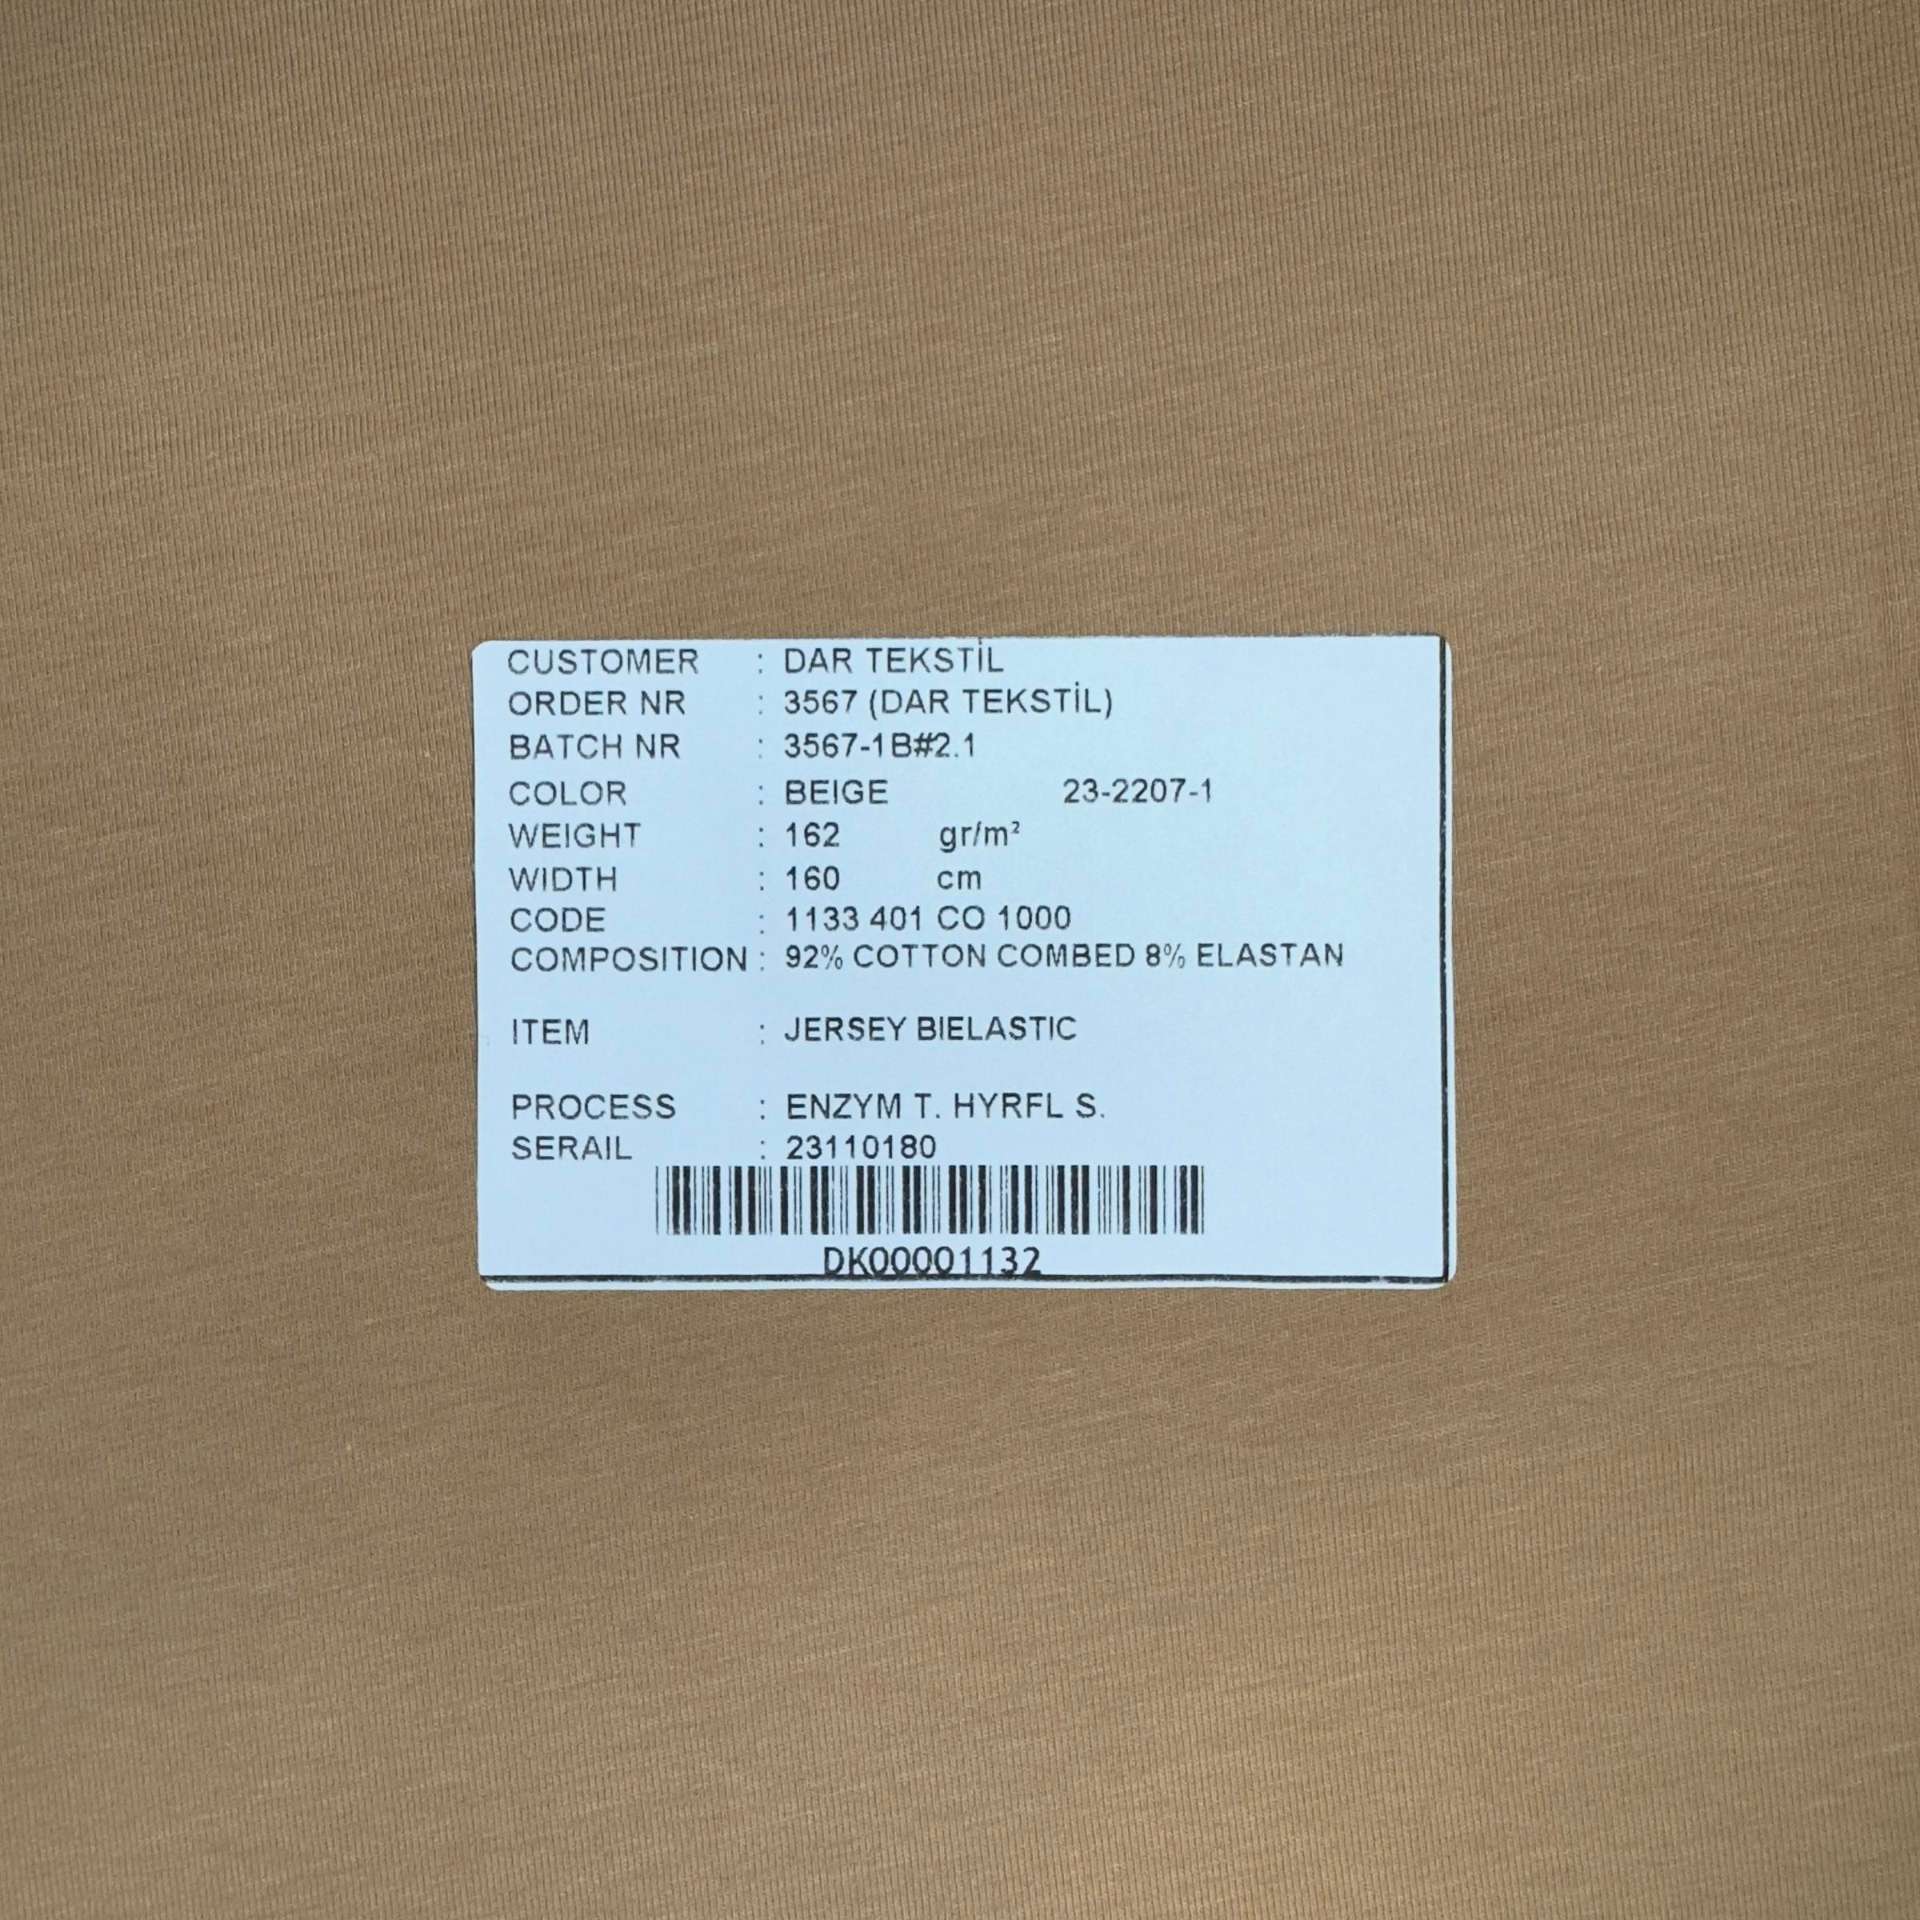 CUSTOMER : DAR TEKSTİL
ORDER NR : 3567 (DAR TEKSTİL)
BATCH NR : 3567-1B#2.1
COLOR : BEIGE 23-2207-1
WEIGHT : 162 gr/m²
WIDTH : 160 cm
CODE : 1133 401 CO 1000
COMPOSITION : 92% COTTON COMBED 8% ELASTAN
ITEM : JERSEY BIELASTIC
PROCESS : ENZYM T. HYRFL S.
SERAIL : 23110180
DK00001132